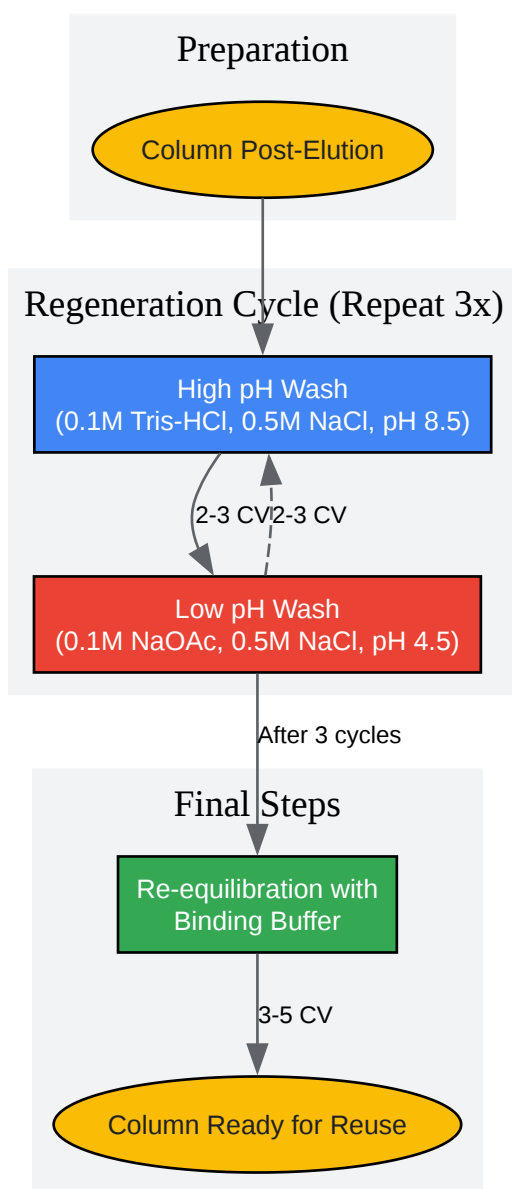 Preparation
Column Post-Elution
Regeneration Cycle (Repeat 3x)
High pH Wash
(0.1M Tris-HCl, 0.5M NaCl, pH 8.5)
2-3 CV
2-3 CV
Low pH Wash
(0.1M NaOAc, 0.5M NaCl, pH 4.5)
After 3 cycles
Final Steps
Re-equilibration with
Binding Buffer
3-5 CV
Column Ready for Reuse